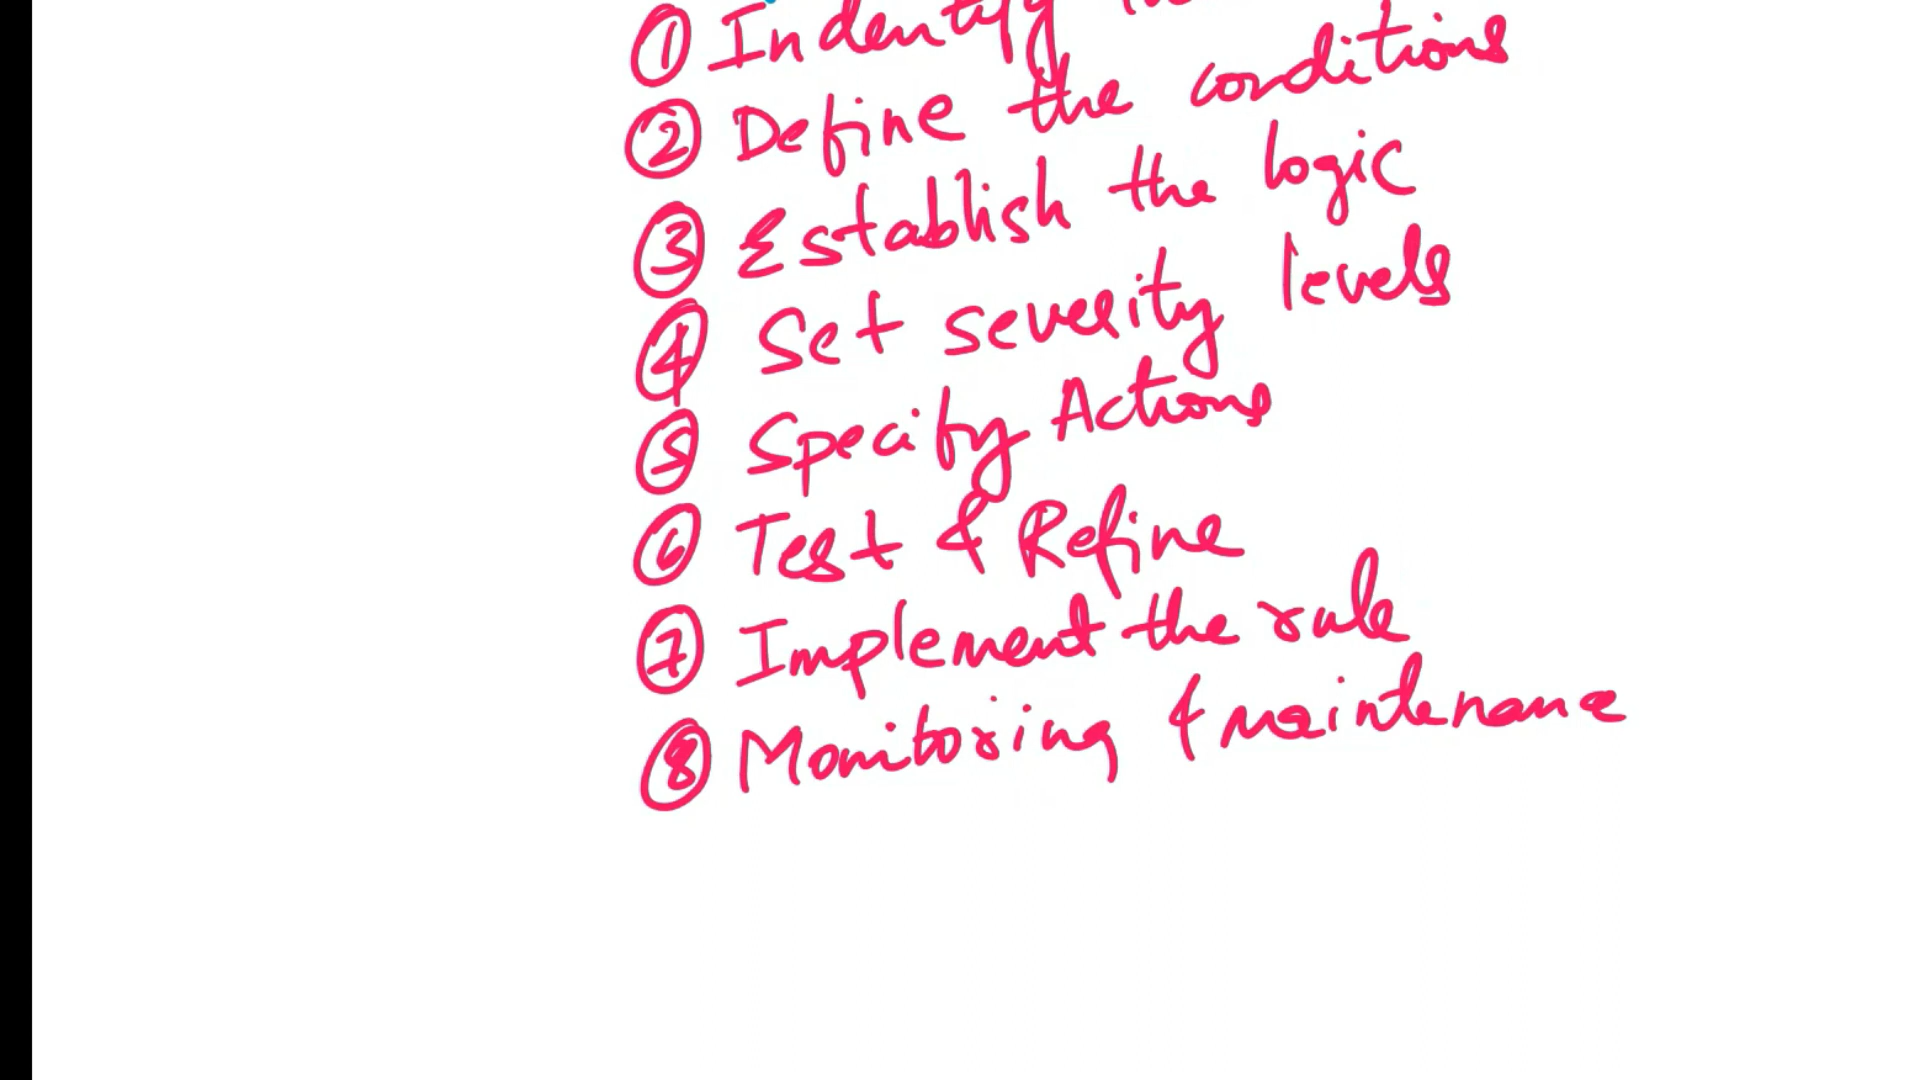 ① Indentify
② Define the conditions
③ Establish the logic
④ Set severity levels
⑤ Specify Actions
⑥ Test & Refine
⑦ Implement the rule
⑧ Monitoring & maintenance